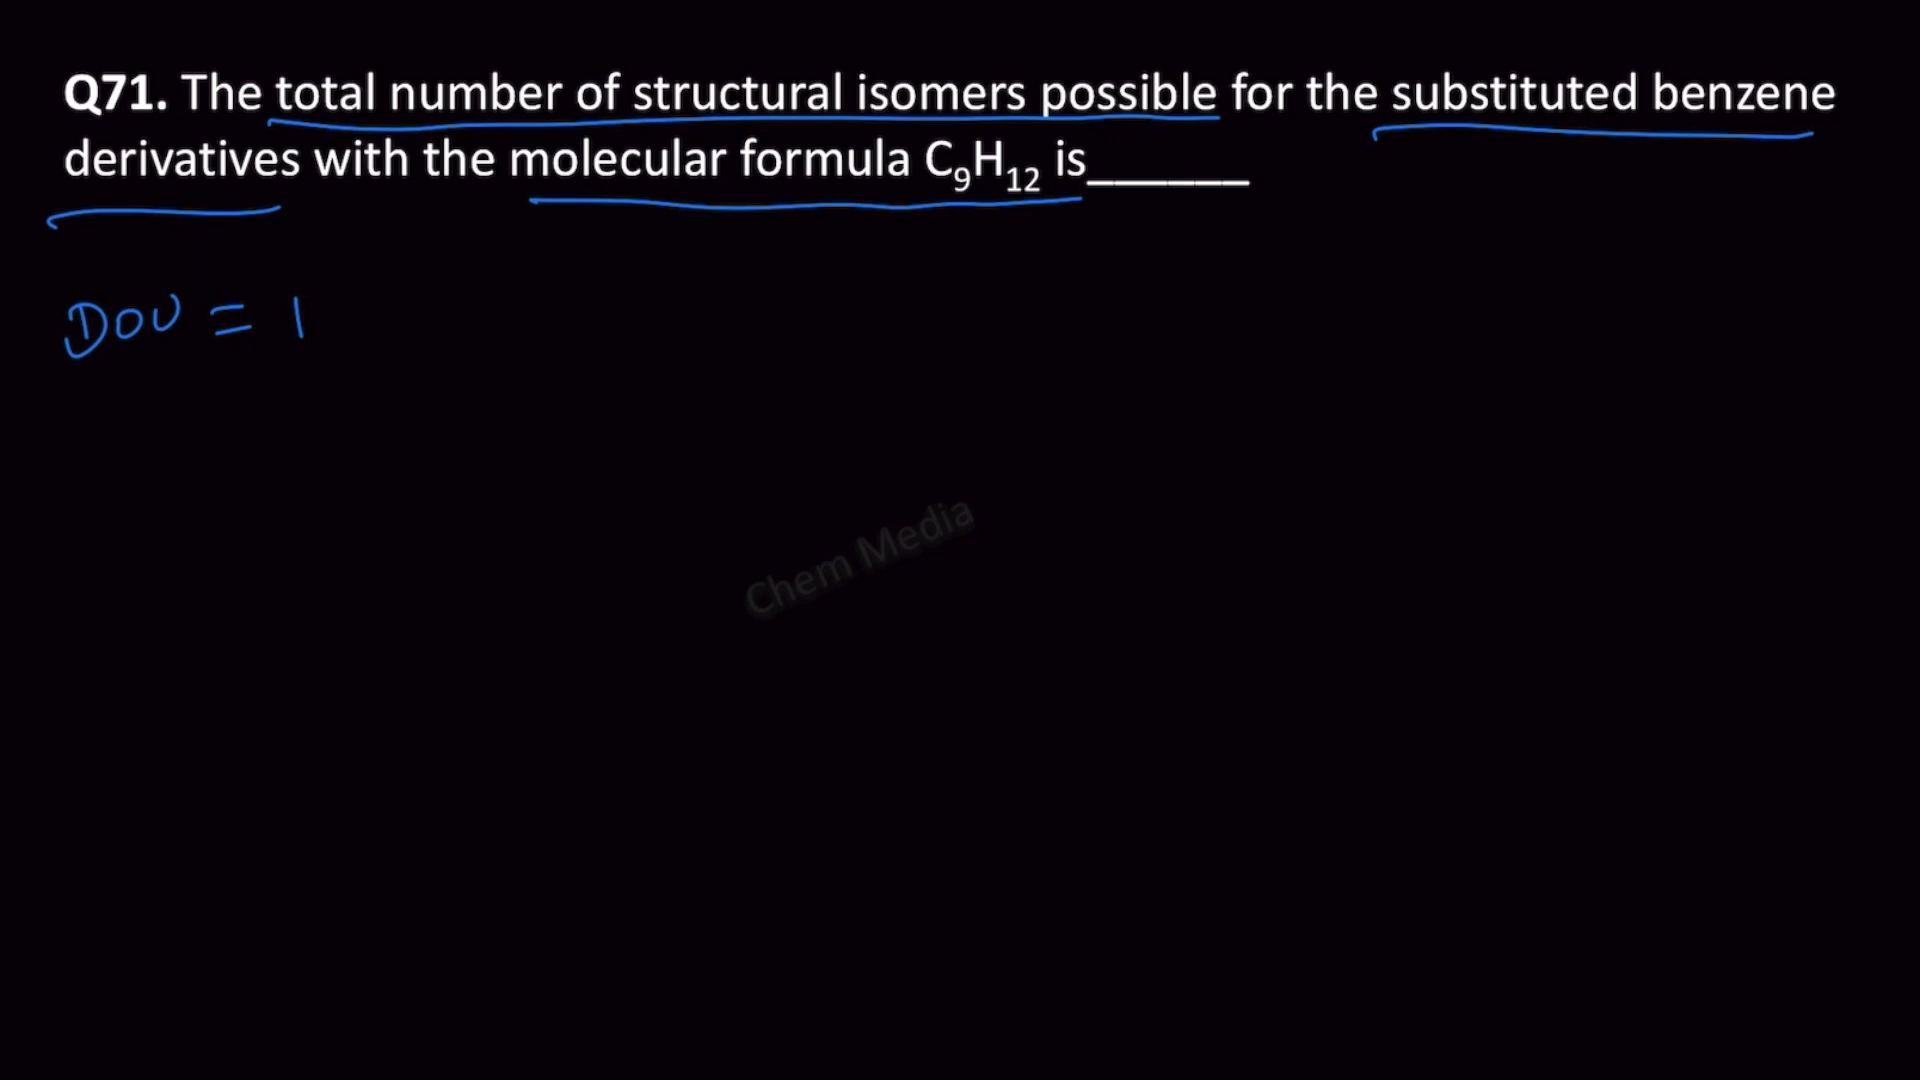 Q71. The total number of structural isomers possible for the substituted benzene
derivatives with the molecular formula C₉H₁₂ is______
DOU = 1
Chem Media